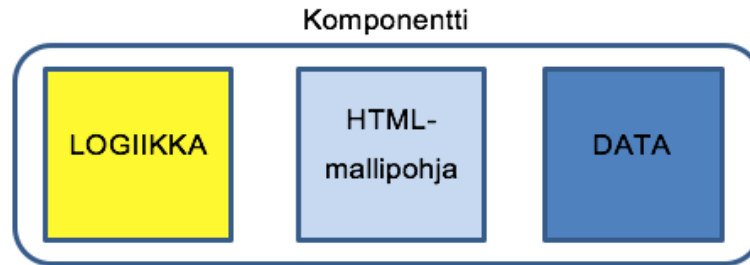 Komponentti
LOGIIKKA
HTML-
mallipohja
DATA